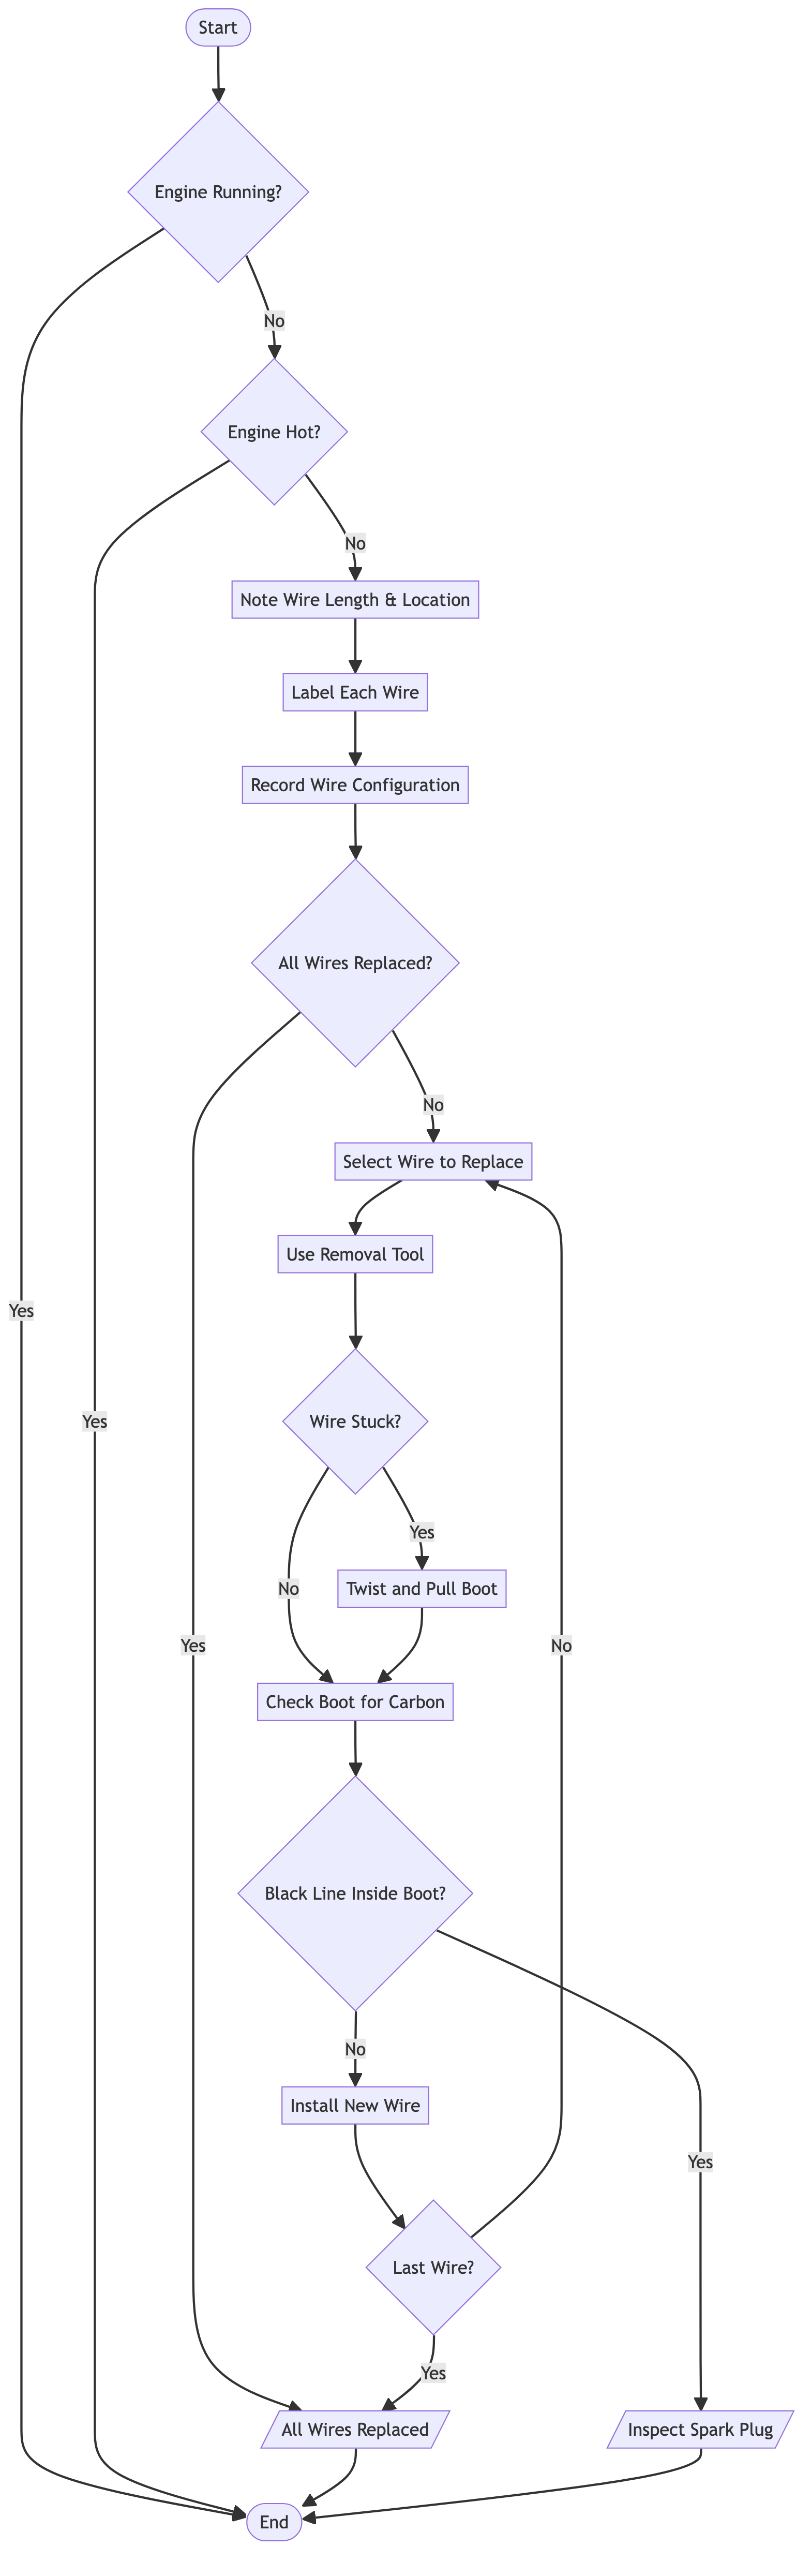 Start
Engine Running?
No
Engine Hot?
No
Note Wire Length & Location
Label Each Wire
Record Wire Configuration
All Wires Replaced?
No
Select Wire to Replace
Use Removal Tool
Yes
Wire Stuck?
Yes
Yes
No
Twist and Pull Boot
Yes
No
Check Boot for Carbon
Black Line Inside Boot?
No
Install New Wire
Yes
Last Wire?
Yes
All Wires Replaced
Inspect Spark Plug
End